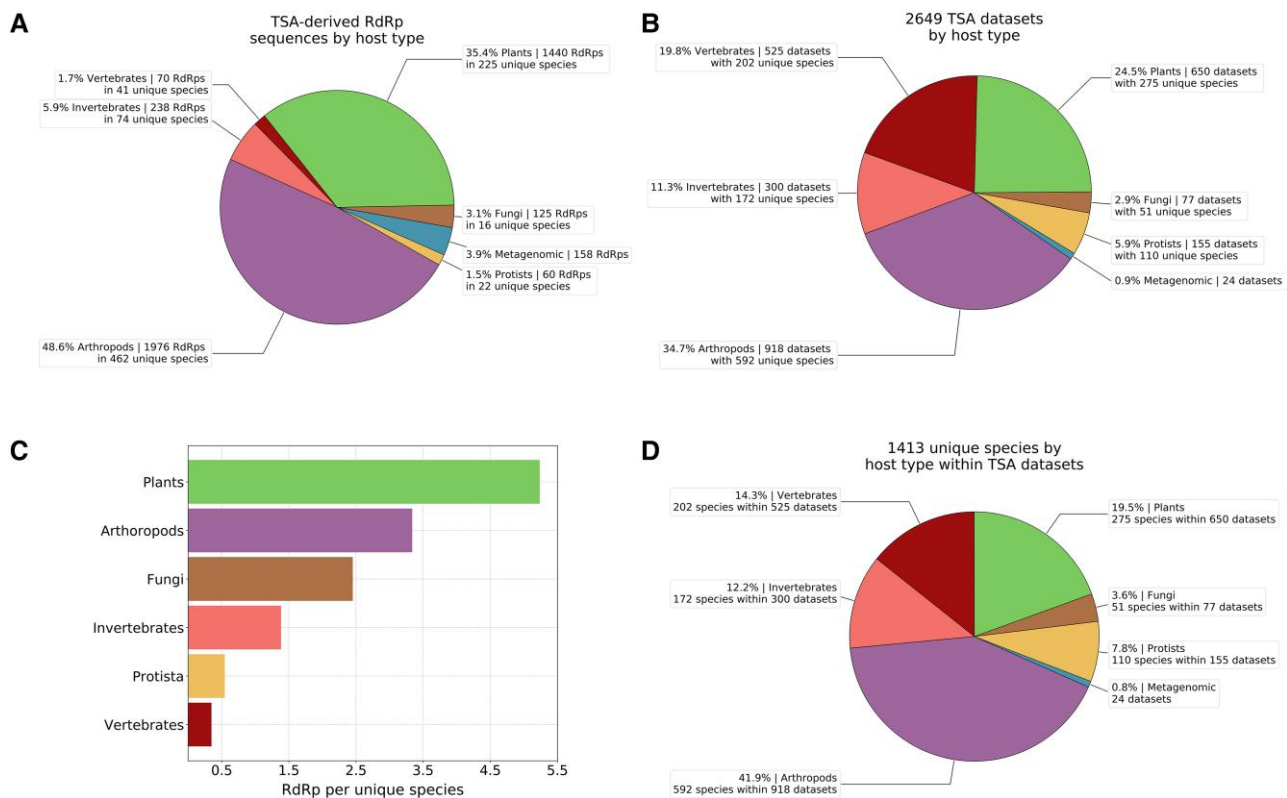 A
TSA-derived RdRp
sequences by host type
35.4% Plants | 1440 RdRps
in 225 unique species
1.7% Vertebrates | 70 RdRps
in 41 unique species
5.9% Invertebrates | 238 RdRps
in 74 unique species
3.1% Fungi | 125 RdRps
in 16 unique species
3.9% Metagenomic | 158 RdRps
1.5% Protists | 60 RdRps
in 22 unique species
48.6% Arthropods | 1976 RdRps
in 462 unique species
B
2649 TSA datasets
by host type
19.8% Vertebrates | 525 datasets
with 202 unique species
24.5% Plants | 650 datasets
with 275 unique species
11.3% Invertebrates | 300 datasets
with 172 unique species
2.9% Fungi | 77 datasets
with 51 unique species
5.9% Protists | 155 datasets
with 110 unique species
0.9% Metagenomic | 24 datasets
34.7% Arthropods | 918 datasets
with 592 unique species
C
Plants
Arthoropods
Fungi
Invertebrates
Protista
Vertebrates
0.5 1.5 2.5 3.5 4.5 5.5
RdRp per unique species
D
1413 unique species by
host type within TSA datasets
14.3% | Vertebrates
202 species within 525 datasets
19.5% | Plants
275 species within 650 datasets
12.2% | Invertebrates
172 species within 300 datasets
3.6% | Fungi
51 species within 77 datasets
7.8% | Protists
110 species within 155 datasets
0.8% | Metagenomic
24 datasets
41.9% | Arthropods
592 species within 918 datasets